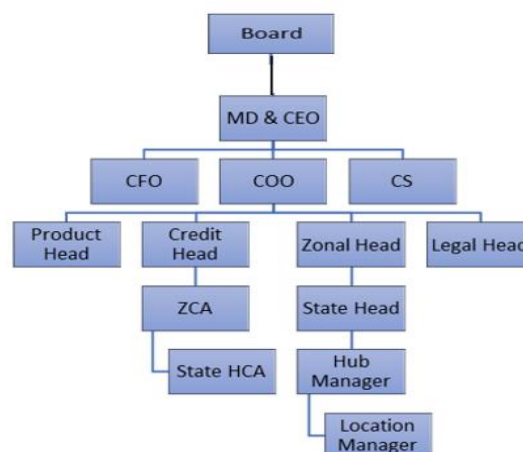 Board
MD & CEO
CFO
COO
CS
Product
Head
Credit
Head
Zonal Head
Legal Head
ZCA
State Head
State HCA
Hub
Manager
Location
Manager